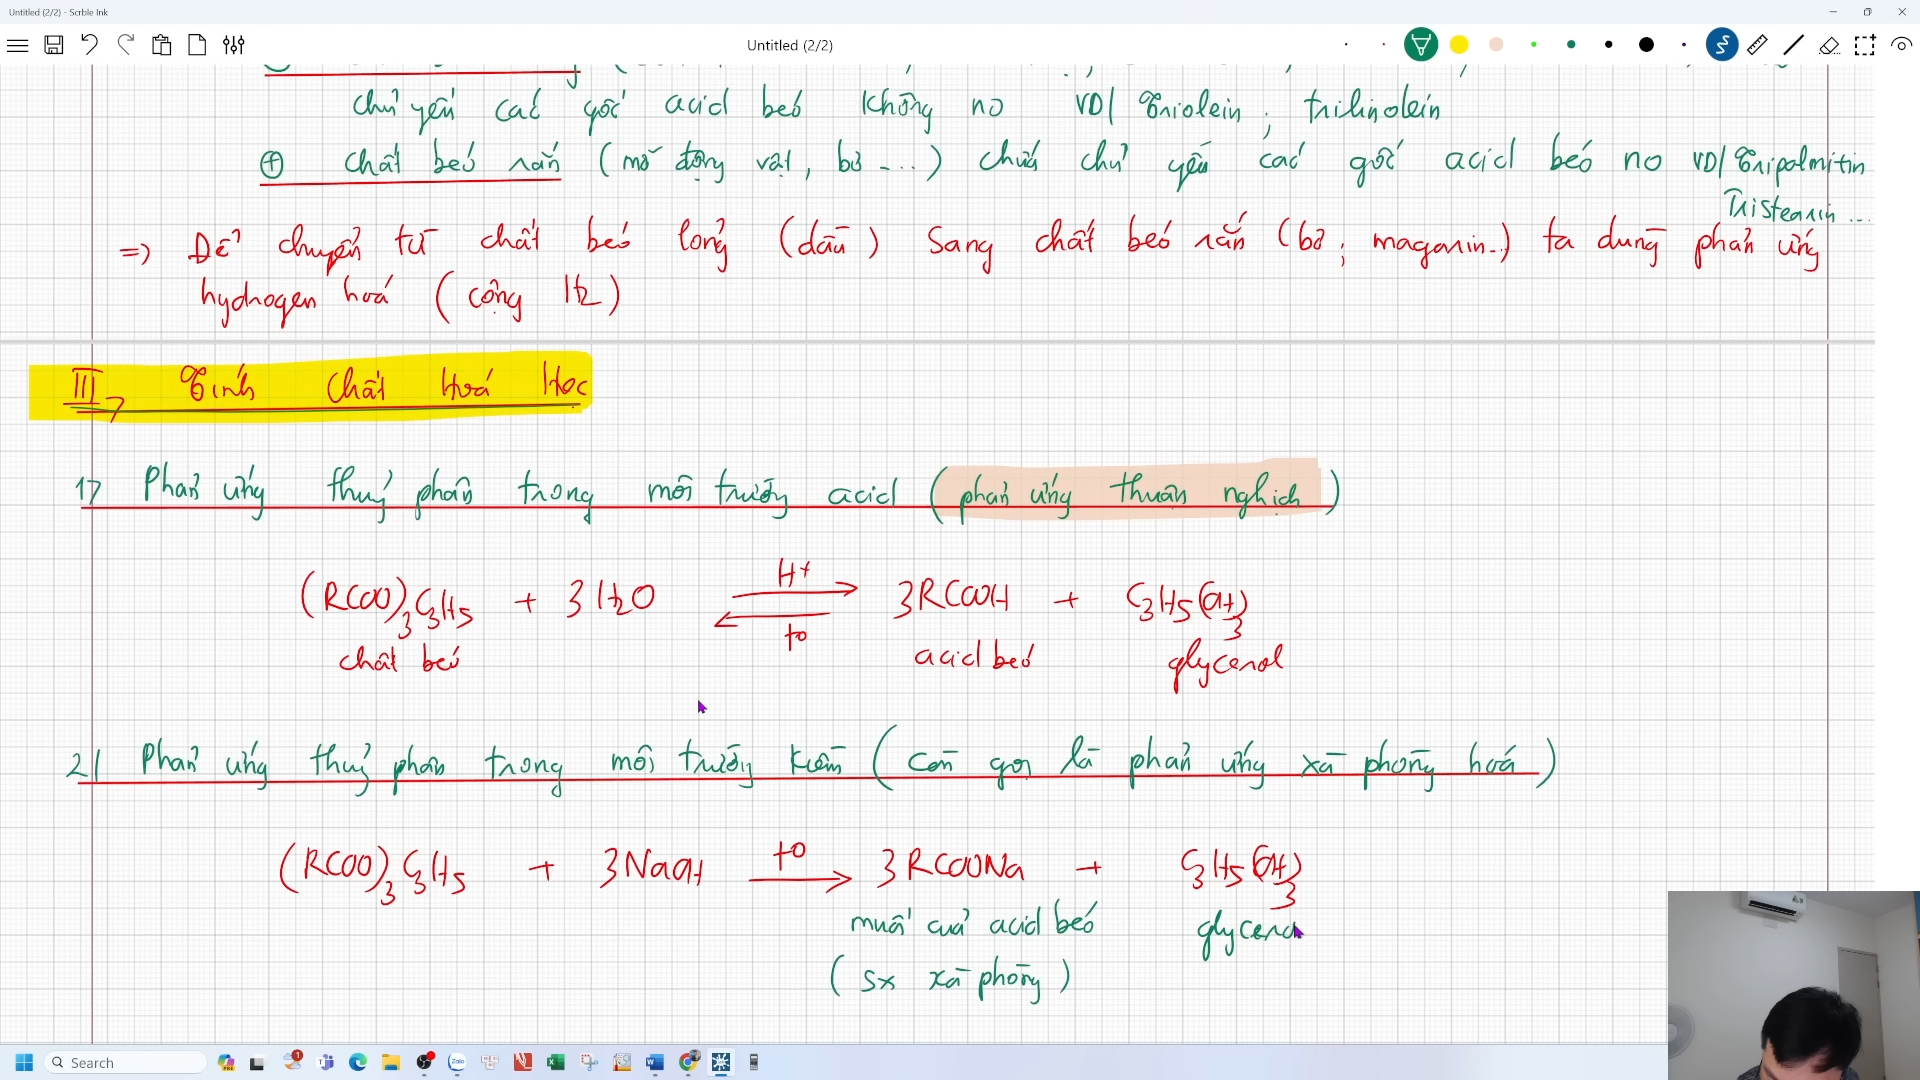 Untitled (2/2) - Scrble Ink
Untitled (2/2)
chủ yếu các gốc acid béo không no VD/ Triolein ; trilinolein
⊕ chất béo rắn (mỡ động vật, bơ ...) chứa chủ yếu các gốc acid béo no VD/ Tripalmitin
Tristearin ...
=) Để chuyển từ chất béo lỏng (dầu) Sang chất béo rắn (bơ ; magarin..) ta dùng phản ứng
hydrogen hoá (cộng H2)
III, Tính Chất Hoá Học
1) Phản ứng thuỷ phân trong môi trường acid (phản ứng thuận nghịch)
H+
(RCOO)3C3H5 + 3H2O ⇌ 3RCOOH + C3H5(OH)3
to
chất béo acid béo glycerol
2/ Phản ứng thuỷ phân trong môi trường kiềm (còn gọi là phản ứng xà phòng hoá)
to
(RCOO)3C3H5 + 3NaOH → 3RCOONa + C3H5(OH)3
muối của acid béo glycerol
(sx xà phòng)
Search